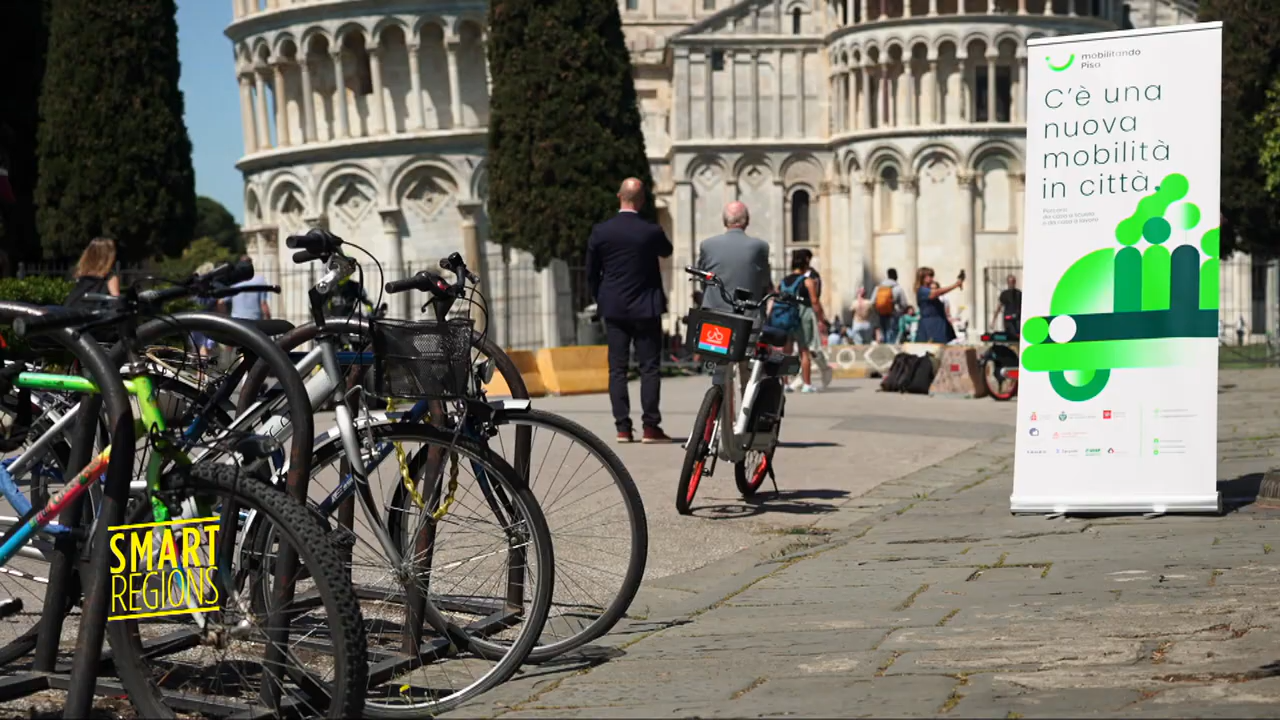 mobilitando
Pisa
C'è una
nuova
mobilità
in città.
SMART
REGIONS